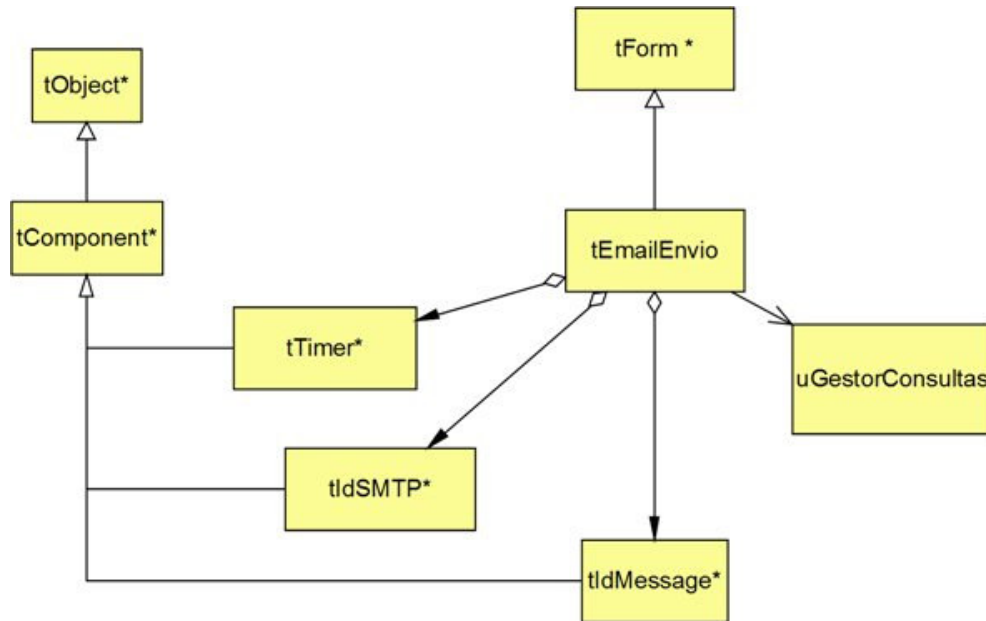 tForm *
tObject*
tComponent*
tEmailEnvio
tTimer*
uGestorConsultas
tIdSMTP*
tIdMessage*